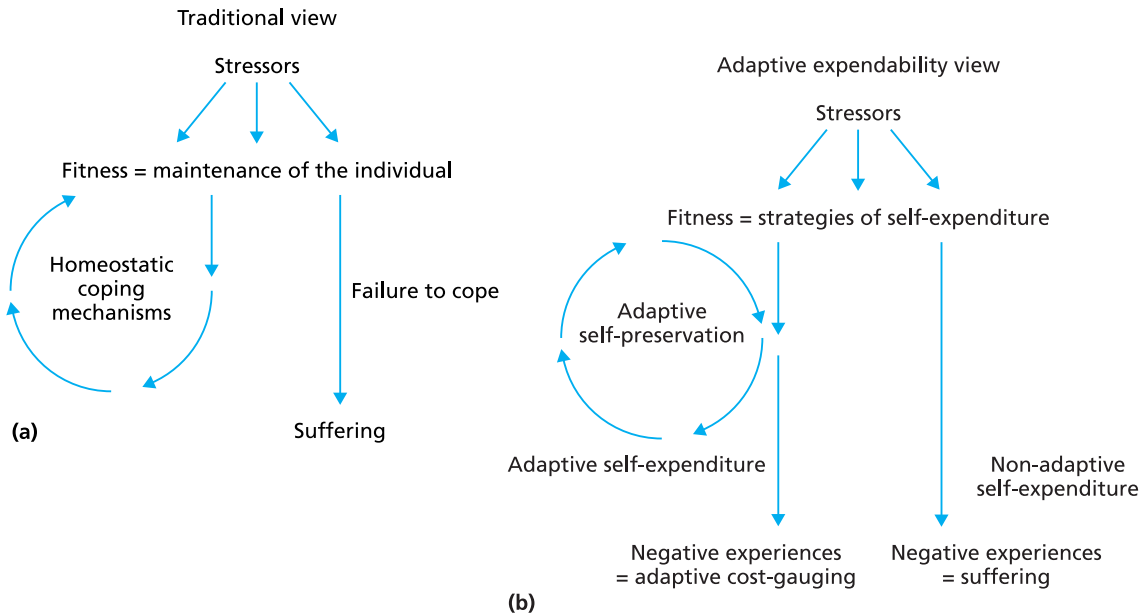 Traditional view
Stressors
Fitness = maintenance of the individual
Homeostatic
coping
mechanisms
Failure to cope
Suffering
(a)
Adaptive expendability view
Stressors
Fitness = strategies of self-expenditure
Adaptive
self-preservation
Adaptive self-expenditure
Non-adaptive
self-expenditure
Negative experiences
= adaptive cost-gauging
Negative experiences
= suffering
(b)